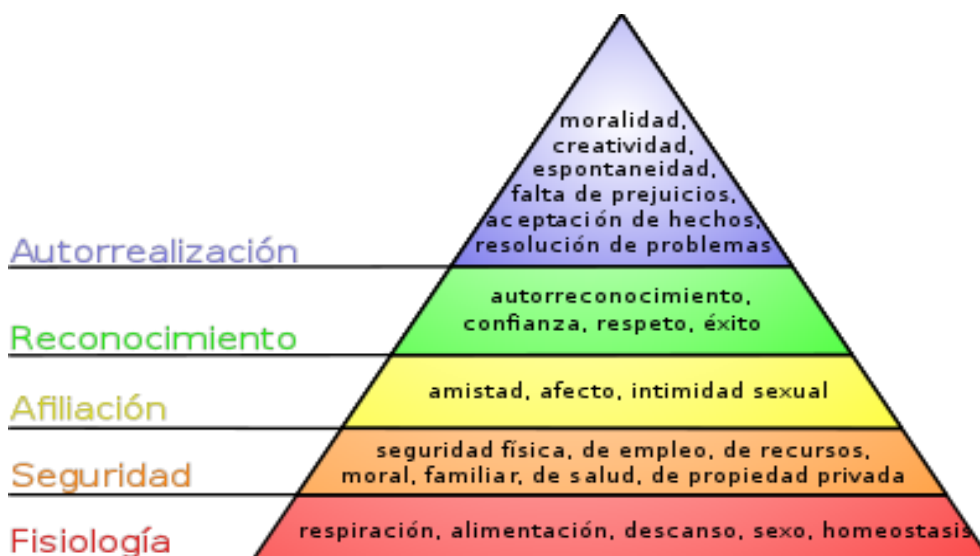 moralidad,
creatividad,
espontaneidad,
falta de prejuicios,
aceptación de hechos,
resolución de problemas
Autorrealización
autorreconocimiento,
confianza, respeto, éxito
Reconocimiento
amistad, afecto, intimidad sexual
Afiliación
seguridad física, de empleo, de recursos,
moral, familiar, de salud, de propiedad privada
Seguridad
respiración, alimentación, descanso, sexo, homeostasis
Fisiología